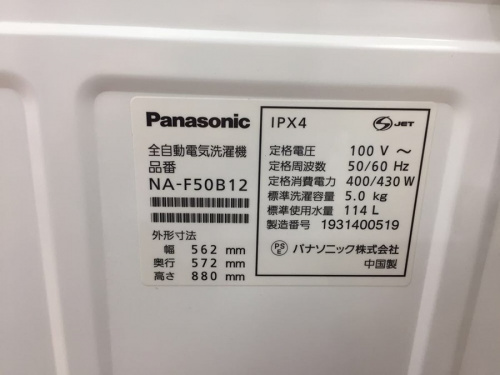 Panasonic
全自動電気洗濯機
品番
NA-F50B12
外形寸法
幅 562 mm
奥行 572 mm
高さ 880 mm
IPX4 S JET
定格電圧 100 V ～
定格周波数 50/60 Hz
定格消費電力 400/430 W
標準洗濯容量 5.0 kg
標準使用水量 114 L
製造番号 1931400519
PS E パナソニック株式会社
中国製